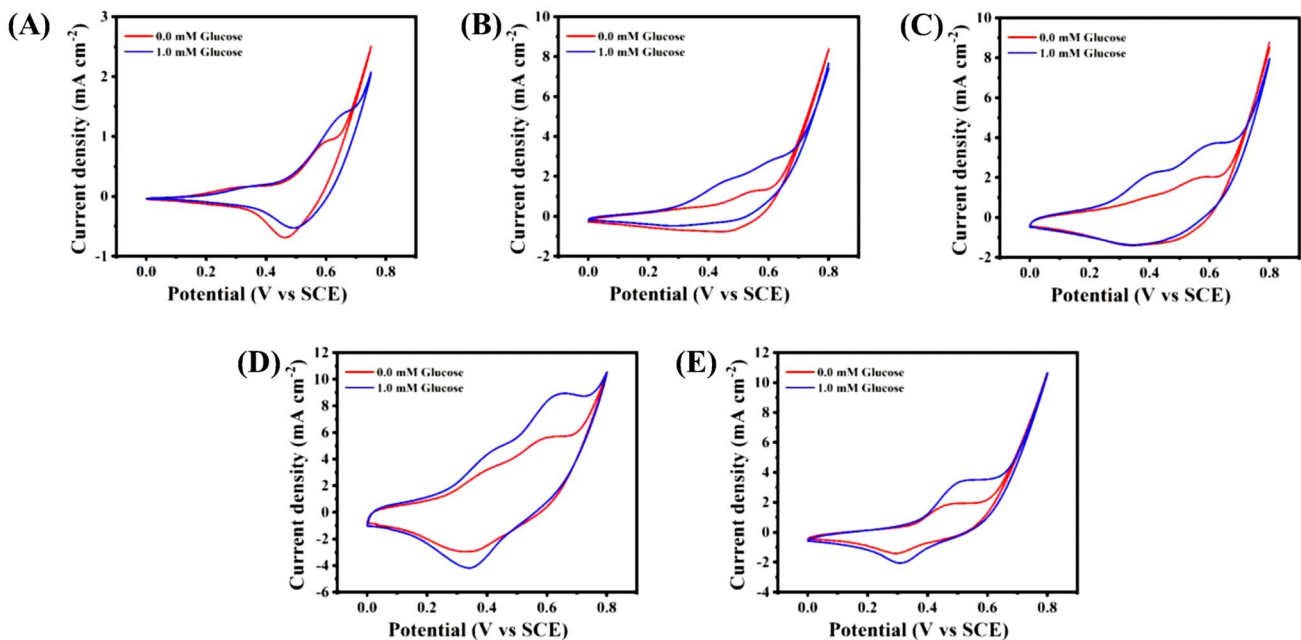 (A)
Current density (mA cm-2)
3
2
1
0
-1
0.0 mM Glucose
1.0 mM Glucose
0.0 0.2 0.4 0.6 0.8
Potential (V vs SCE)
(B)
Current density (mA cm-2)
10
8
6
4
2
0
-2
0.0 mM Glucose
1.0 mM Glucose
0.0 0.2 0.4 0.6 0.8
Potential (V vs SCE)
(C)
Current density (mA cm-2)
10
8
6
4
2
0
-2
0.0 mM Glucose
1.0 mM Glucose
0.0 0.2 0.4 0.6 0.8
Potential (V vs SCE)
(D)
Current density (mA cm-2)
12
10
8
6
4
2
0
-2
-4
-6
0.0 mM Glucose
1.0 mM Glucose
0.0 0.2 0.4 0.6 0.8
Potential (V vs SCE)
(E)
Current density (mA cm-2)
12
10
8
6
4
2
0
-2
-4
0.0 mM Glucose
1.0 mM Glucose
0.0 0.2 0.4 0.6 0.8
Potential (V vs SCE)